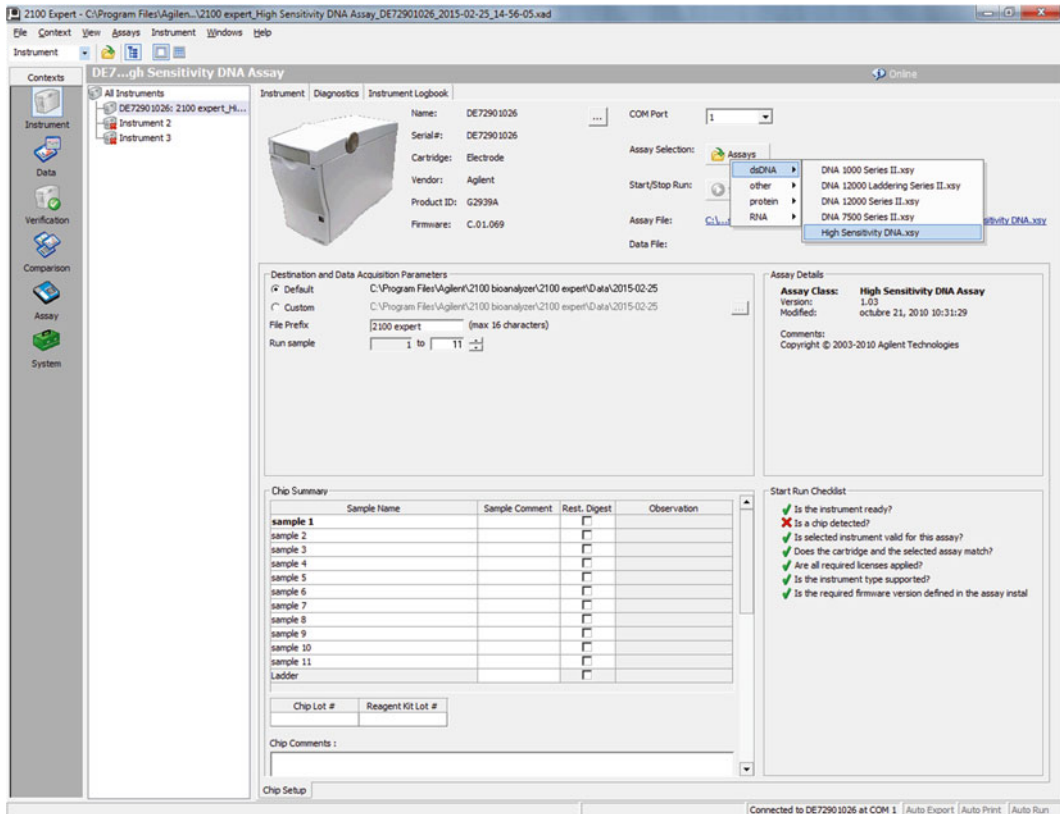 2100 Expert - C:\Program Files\Agilen...\2100 expert_High Sensitivity DNA Assay_DE72901026_2015-02-25_14-56-05.xad
File Context View Assays Instrument Windows Help
Instrument
Contexts
Instrument
Data
Verification
Comparison
Assay
System
DE7...gh Sensitivity DNA Assay
Online
All Instruments
DE72901026: 2100 expert_Hi...
Instrument 2
Instrument 3
Instrument Diagnostics Instrument Logbook
Name: DE72901026 ...
Serial#: DE72901026
Cartridge: Electrode
Vendor: Agilent
Product ID: G2939A
Firmware: C.01.069
COM Port 1
Assay Selection: Assays
Start/Stop Run:
Assay File: C:\... sitivity DNA.xsy
Data File:
dsDNA
other
protein
RNA
DNA 1000 Series II.xsy
DNA 12000 Laddering Series II.xsy
DNA 12000 Series II.xsy
DNA 7500 Series II.xsy
High Sensitivity DNA.xsy
Destination and Data Acquisition Parameters
Default C:\Program Files\Agilent\2100 bioanalyzer\2100 expert\Data\2015-02-25
Custom C:\Program Files\Agilent\2100 bioanalyzer\2100 expert\Data\2015-02-25 ...
File Prefix 2100 expert (max 16 characters)
Run sample 1 to 11
Assay Details
Assay Class: High Sensitivity DNA Assay
Version: 1.03
Modified: octubre 21, 2010 10:31:29
Comments:
Copyright © 2003-2010 Agilent Technologies
Chip Summary
Sample Name Sample Comment Rest. Digest Observation
sample 1
sample 2
sample 3
sample 4
sample 5
sample 6
sample 7
sample 8
sample 9
sample 10
sample 11
Ladder
Chip Lot # Reagent Kit Lot #
Chip Comments :
Chip Setup
Start Run Checklist
Is the instrument ready?
Is a chip detected?
Is selected instrument valid for this assay?
Does the cartridge and the selected assay match?
Are all required licenses applied?
Is the instrument type supported?
Is the required firmware version defined in the assay instal
Connected to DE72901026 at COM 1 Auto Export Auto Print Auto Run